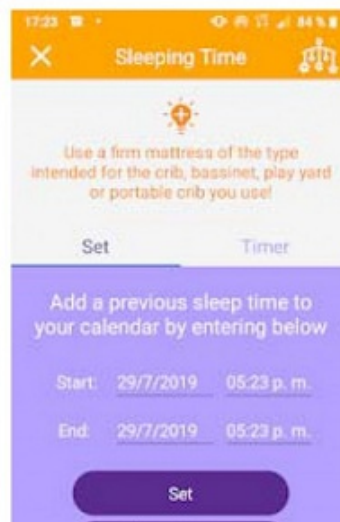 17:23 84 %
Sleeping Time
Use a firm mattress of the type
intended for the crib, bassinet, play yard
or portable crib you use!
Set Timer
Add a previous sleep time to
your calendar by entering below
Start: 29/7/2019 05:23 p. m.
End: 29/7/2019 05:23 p. m.
Set